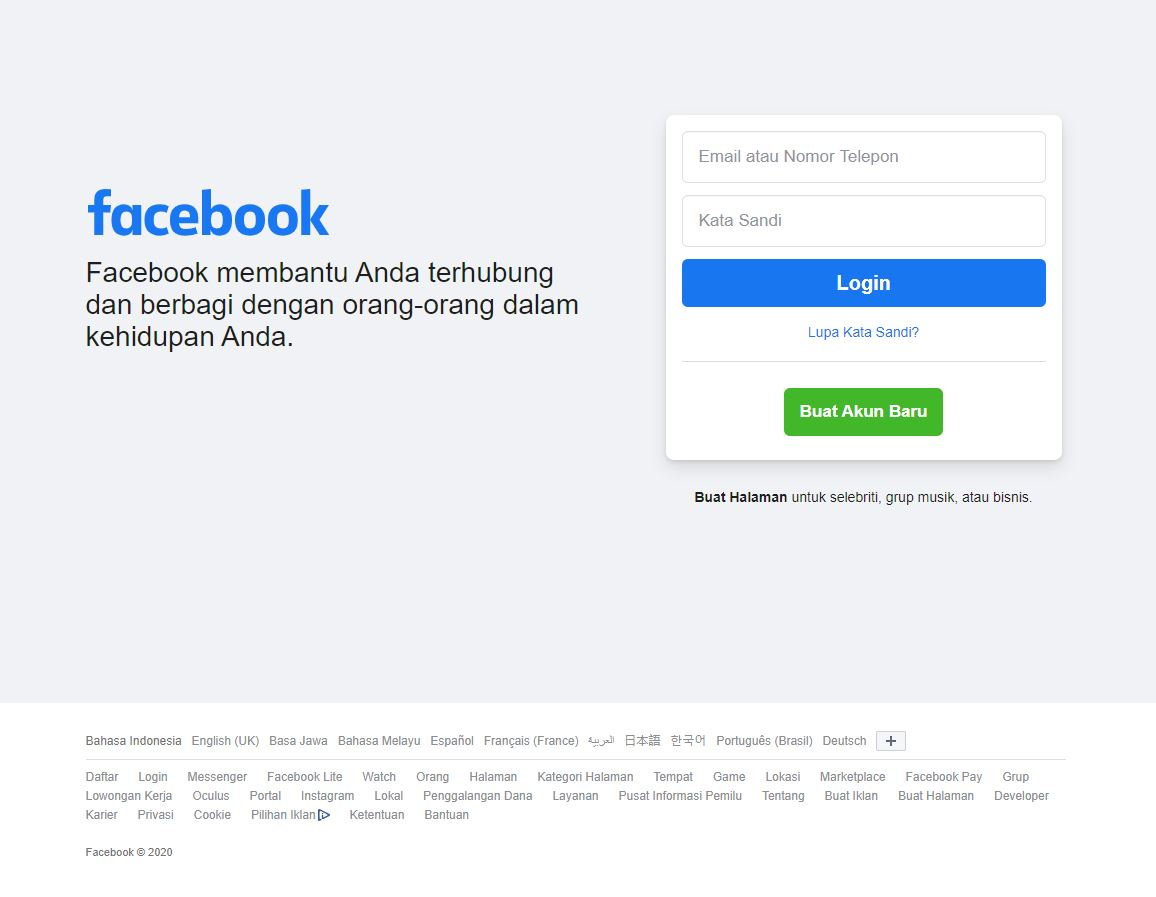 facebook
Facebook membantu Anda terhubung
dan berbagi dengan orang-orang dalam
kehidupan Anda.
Email atau Nomor Telepon
Kata Sandi
Login
Lupa Kata Sandi?
Buat Akun Baru
Buat Halaman untuk selebriti, grup musik, atau bisnis.
Bahasa Indonesia English (UK) Basa Jawa Bahasa Melayu Español Français (France) العربية 日本語 한국어 Português (Brasil) Deutsch +
Daftar Login Messenger Facebook Lite Watch Orang Halaman Kategori Halaman Tempat Game Lokasi Marketplace Facebook Pay Grup
Lowongan Kerja Oculus Portal Instagram Lokal Penggalangan Dana Layanan Pusat Informasi Pemilu Tentang Buat Iklan Buat Halaman Developer
Karier Privasi Cookie Pilihan Iklan Ketentuan Bantuan
Facebook © 2020